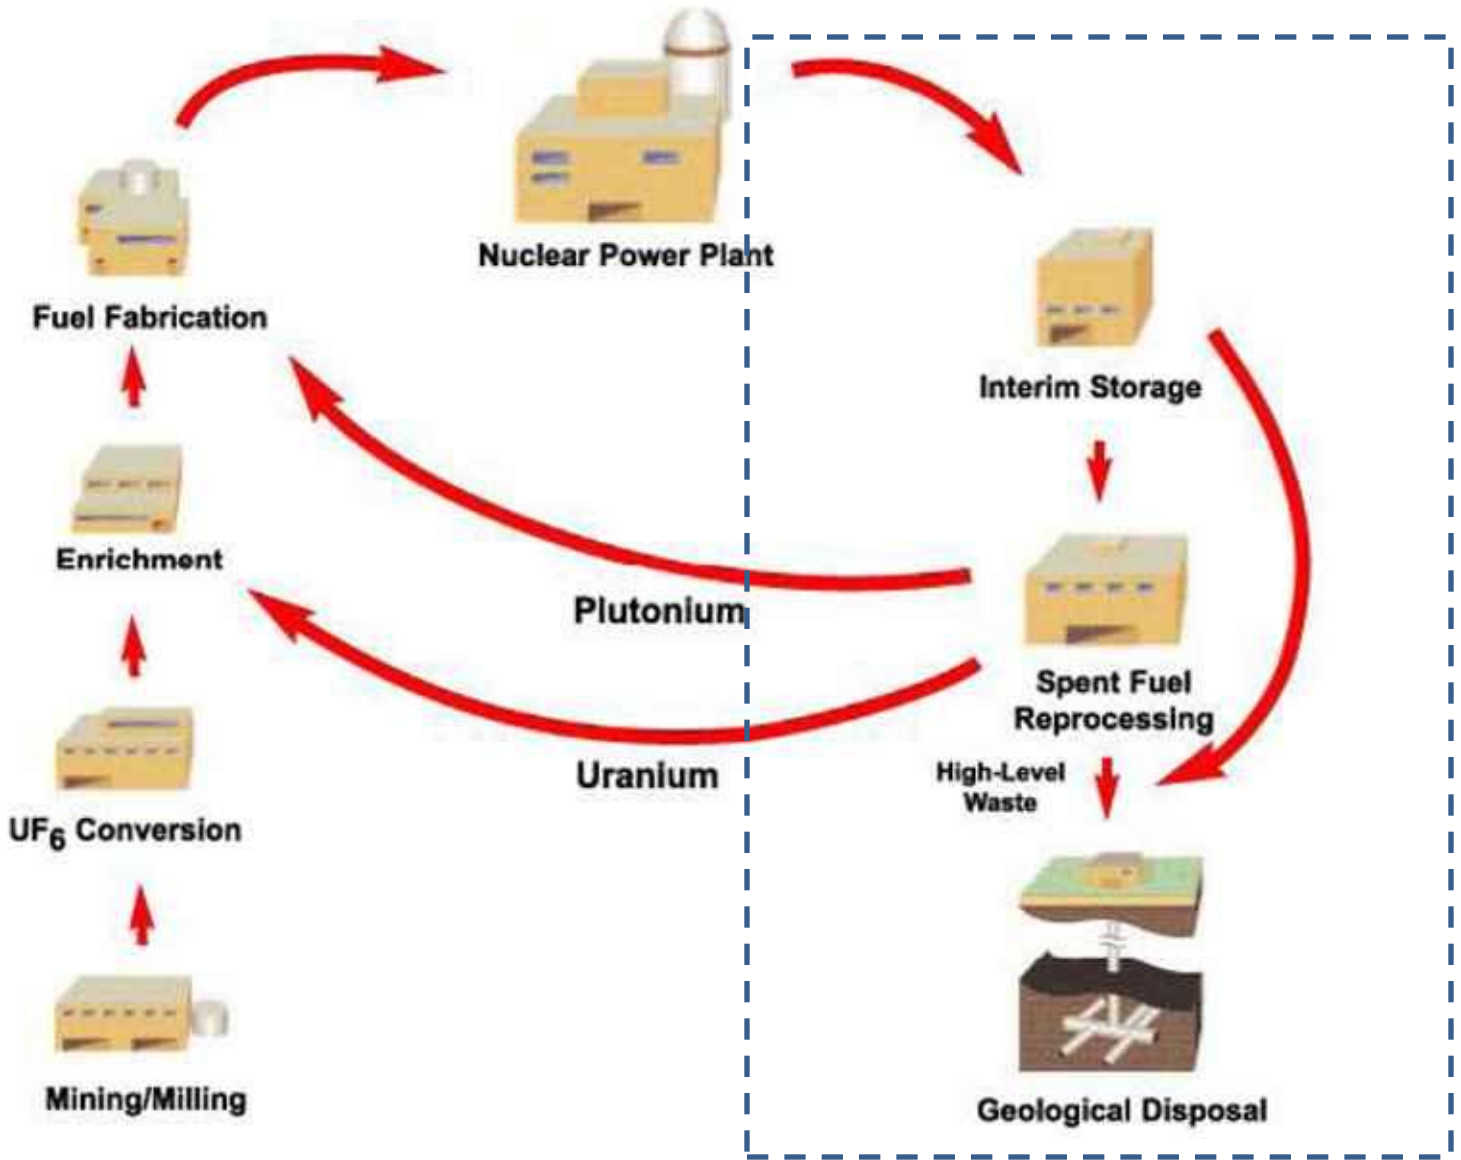 Nuclear Power Plant
Fuel Fabrication
Interim Storage
Enrichment
Plutonium
Spent Fuel
Reprocessing
Uranium
High-Level
Waste
UF₆ Conversion
Mining/Milling
Geological Disposal